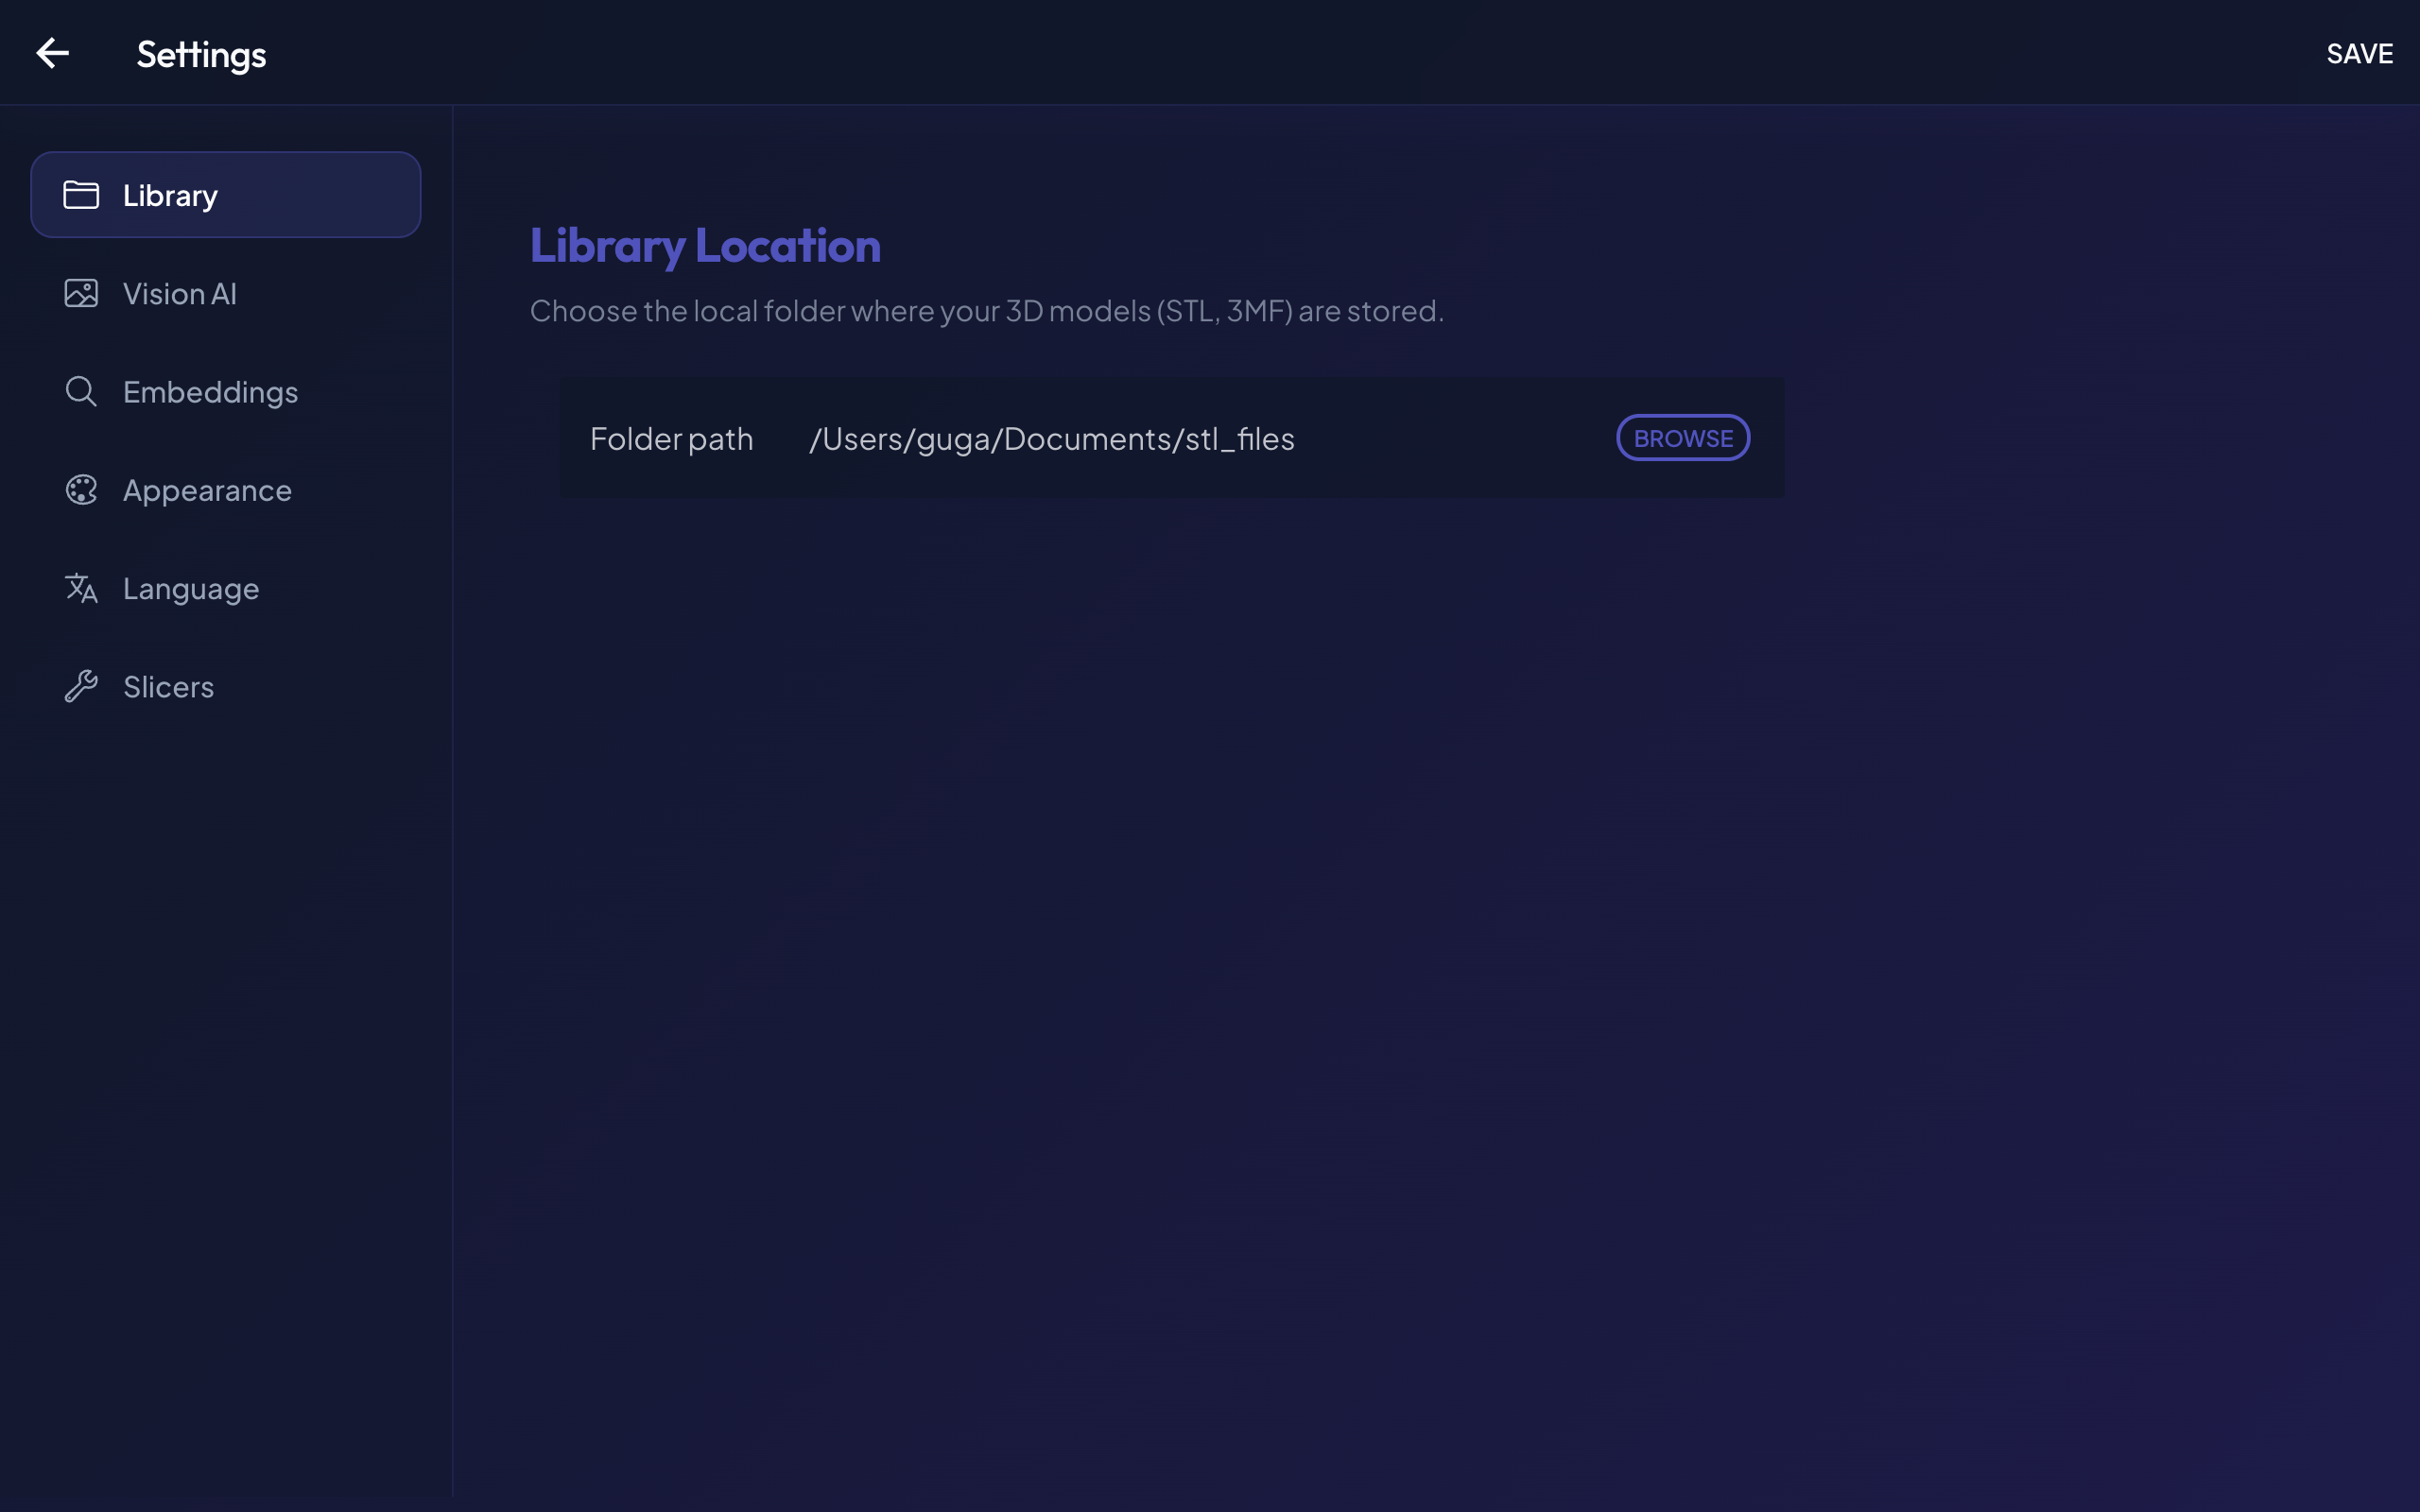 Settings
SAVE
Library
Vision AI
Embeddings
Appearance
Language
Slicers
Library Location
Choose the local folder where your 3D models (STL, 3MF) are stored.
Folder path /Users/guga/Documents/stl_files BROWSE